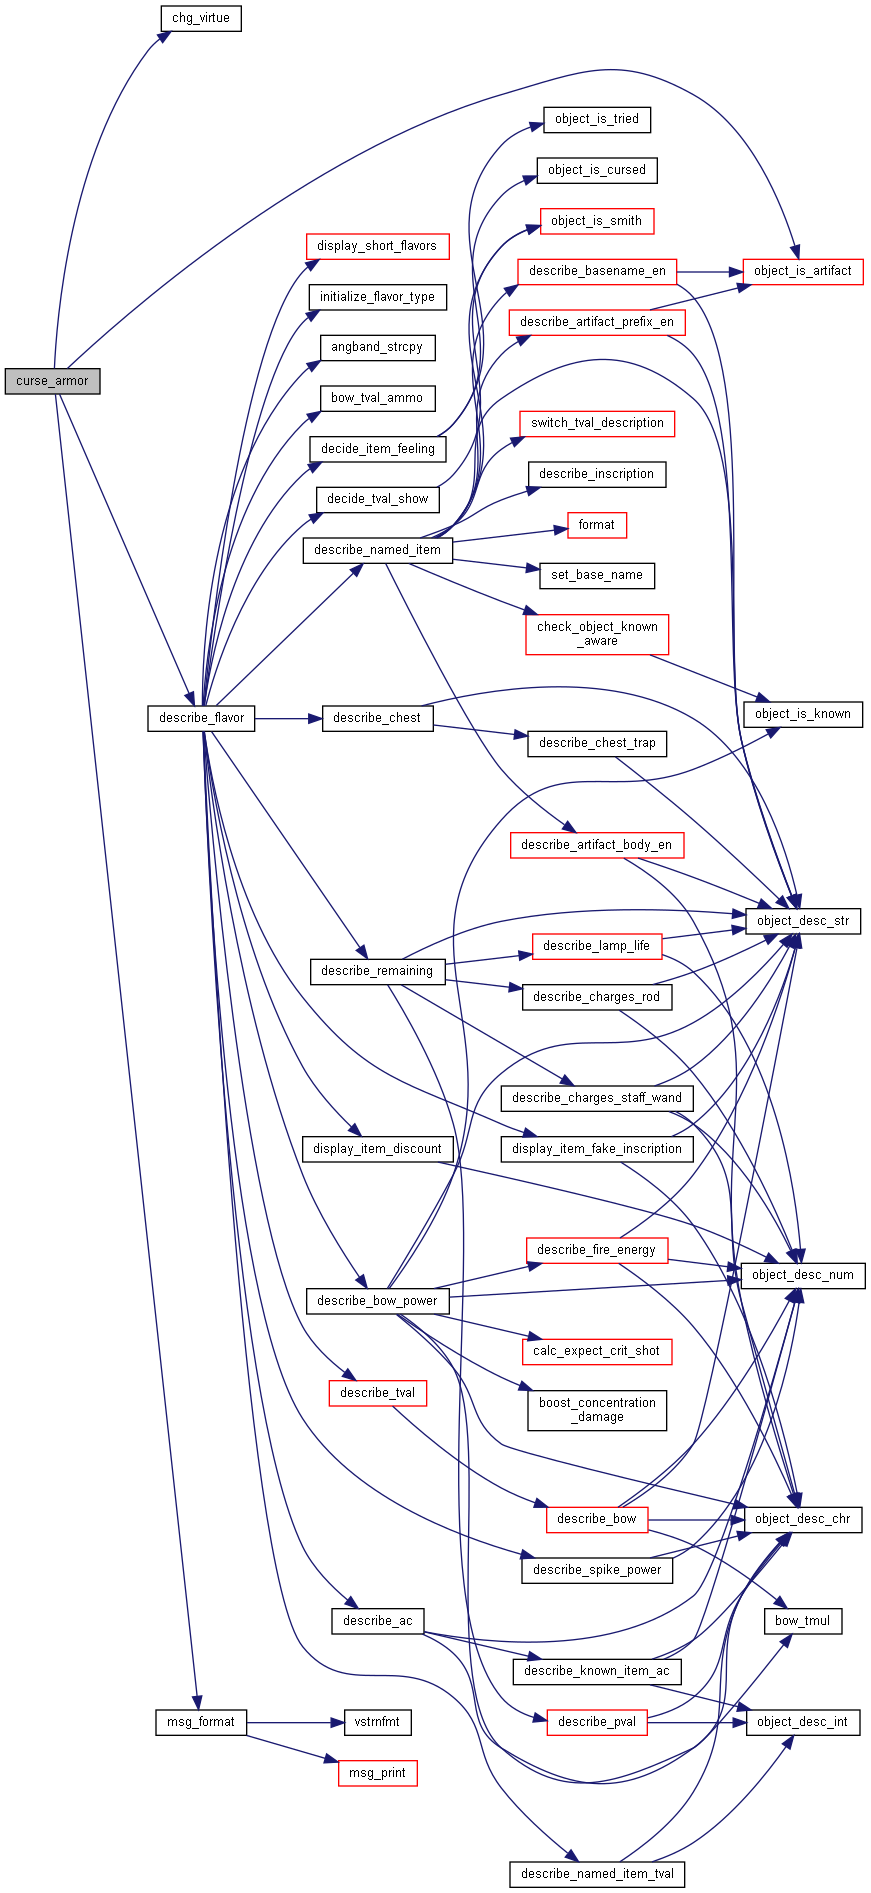 chg_virtue
object_is_tried
object_is_cursed
object_is_smith
display_short_flavors
describe_basename_en
object_is_artifact
initialize_flavor_type
describe_artifact_prefix_en
angband_strcpy
curse_armor
bow_tval_ammo
switch_tval_description
decide_item_feeling
describe_inscription
decide_tval_show
format
describe_named_item
set_base_name
check_object_known
_aware
describe_flavor
describe_chest
object_is_known
describe_chest_trap
describe_artifact_body_en
object_desc_str
describe_lamp_life
describe_remaining
describe_charges_rod
describe_charges_staff_wand
display_item_discount
display_item_fake_inscription
describe_fire_energy
object_desc_num
describe_bow_power
calc_expect_crit_shot
describe_tval
boost_concentration
_damage
describe_bow
object_desc_chr
describe_spike_power
describe_ac
bow_tmul
describe_known_item_ac
msg_format
vstrnfmt
describe_pval
object_desc_int
msg_print
describe_named_item_tval